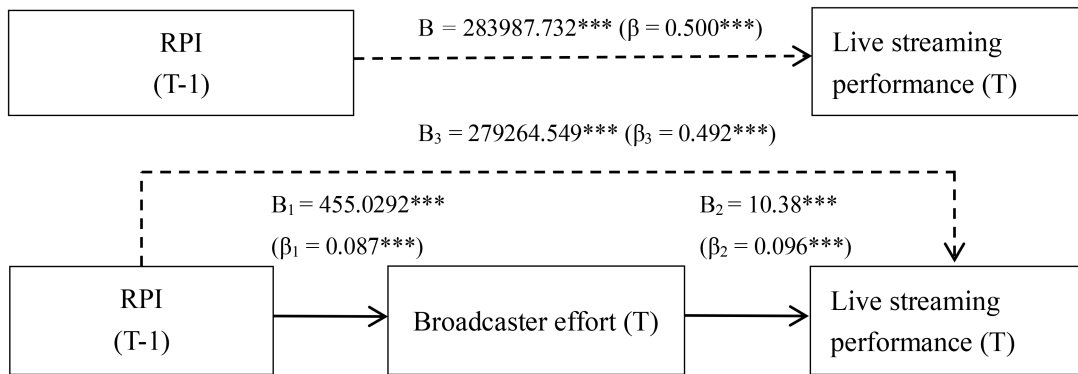 RPI
(T-1)
B = 283987.732*** (β = 0.500***)
Live streaming
performance (T)
B₃ = 279264.549*** (β₃ = 0.492***)
B₁ = 455.0292***
(β₁ = 0.087***)
B₂ = 10.38***
(β₂ = 0.096***)
RPI
(T-1)
Broadcaster effort (T)
Live streaming
performance (T)